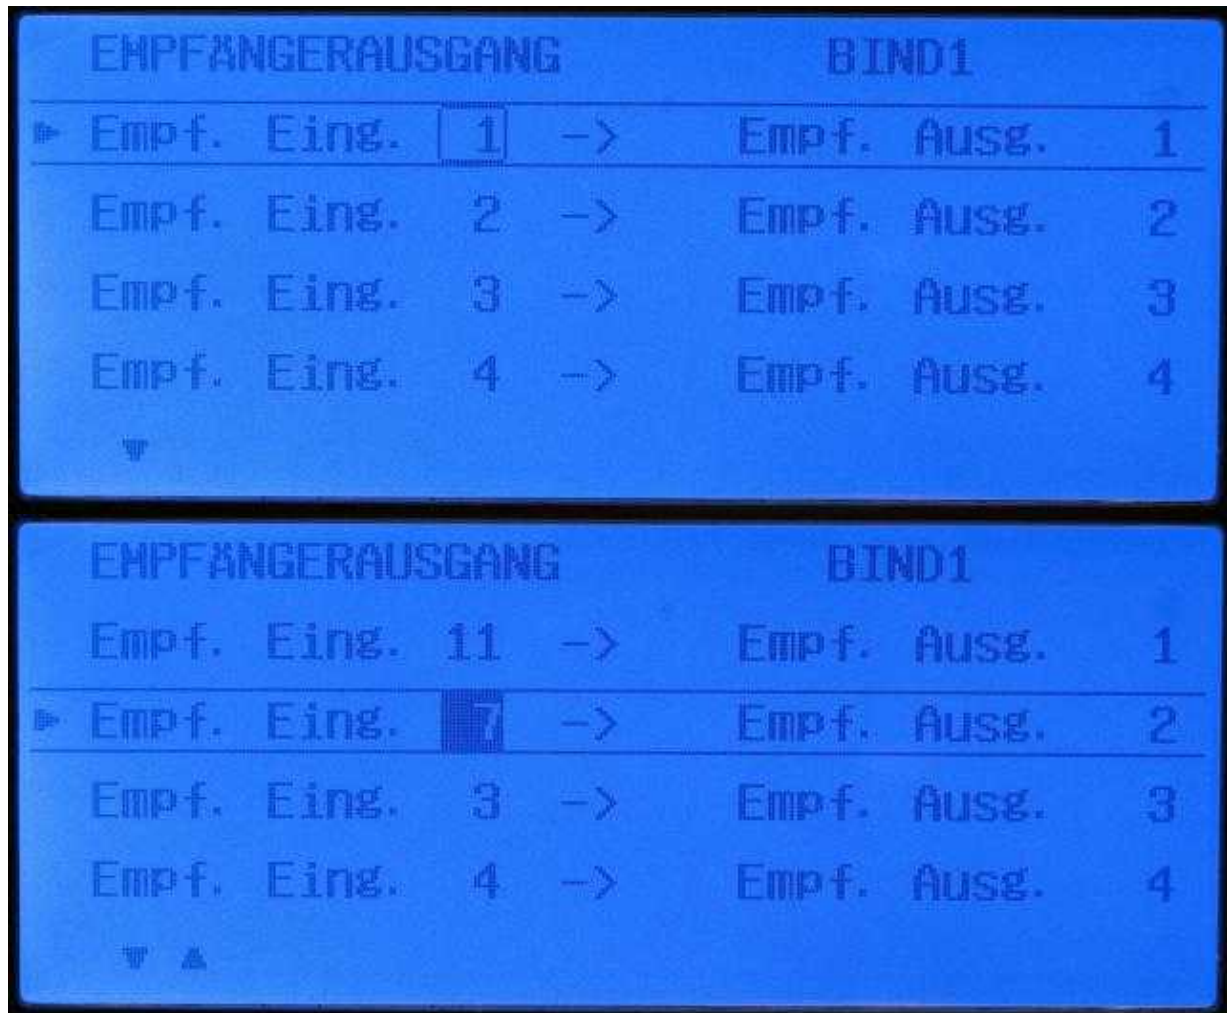 EMPFÄNGERAUSGANG BIND1
Empf. Eing. 1 -> Empf. Ausg. 1
Empf. Eing. 2 -> Empf. Ausg. 2
Empf. Eing. 3 -> Empf. Ausg. 3
Empf. Eing. 4 -> Empf. Ausg. 4
EMPFÄNGERAUSGANG BIND1
Empf. Eing. 11 -> Empf. Ausg. 1
Empf. Eing. 7 -> Empf. Ausg. 2
Empf. Eing. 3 -> Empf. Ausg. 3
Empf. Eing. 4 -> Empf. Ausg. 4